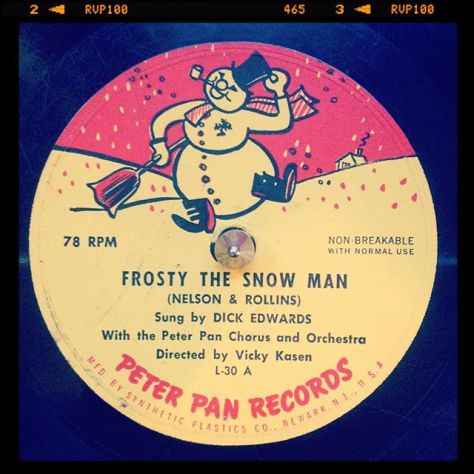 2 ◄ RVP100 465 3 ◄ RVP100
78 RPM
NON-BREAKABLE
WITH NORMAL USE
FROSTY THE SNOW MAN
(NELSON & ROLLINS)
Sung by DICK EDWARDS
With the Peter Pan Chorus and Orchestra
Directed by Vicky Kasen
L-30 A
PETER PAN RECORDS
MFD. BY SYNTHETIC PLASTICS CO., NEWARK, N.J., U.S.A.